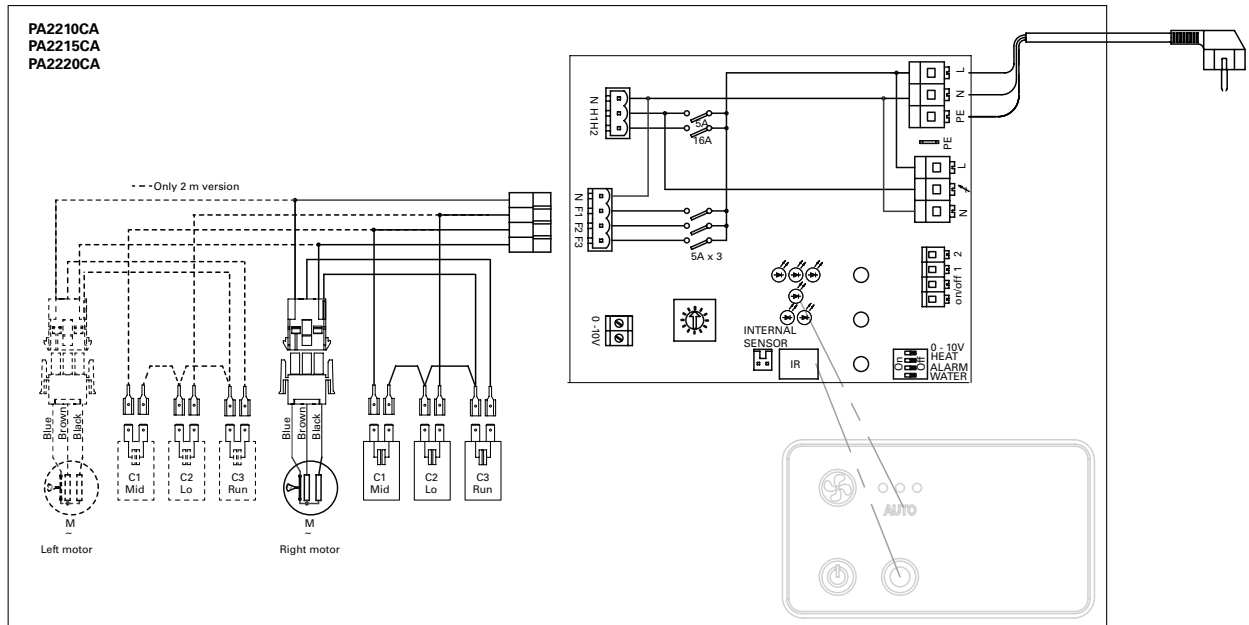 PA2210CA
PA2215CA
PA2220CA
L
N
PE
N
H1
H2
5A
16A
PE
L
N
---Only 2 m version
N
F1
F2
F3
5A x 3
2
1
on/off
0 -10V
INTERNAL
SENSOR
IR
On
Off
0 - 10V
HEAT
ALARM
WATER
Blue
Brown
Black
C1
Mid
C2
Lo
C3
Run
Blue
Brown
Black
C1
Mid
C2
Lo
C3
Run
M
~
Left motor
M
~
Right motor
AUTO